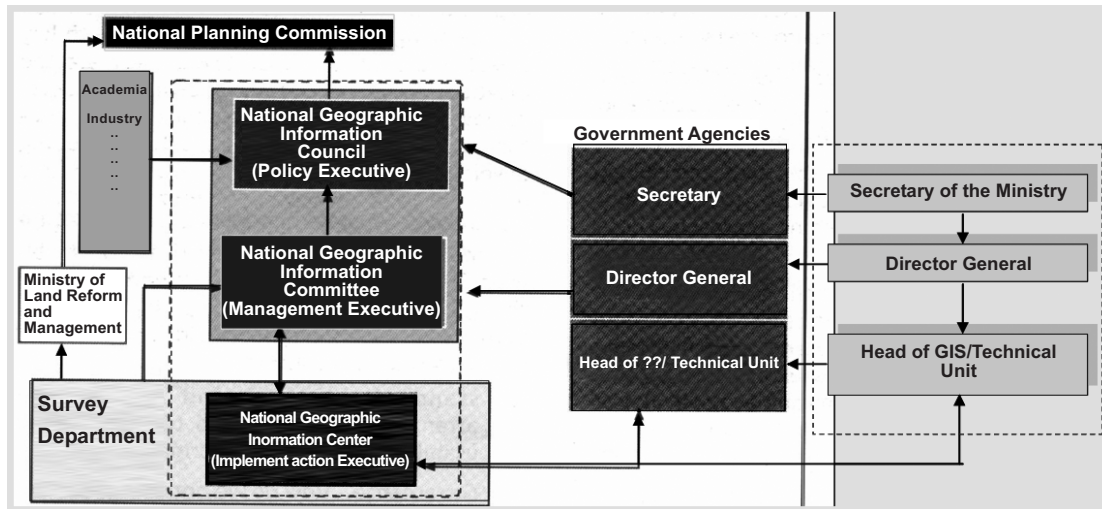 National Planning Commission
Academia
Industry
..
..
..
..
..
National Geographic
Information
Council
(Policy Executive)
National Geographic
Information
Committee
(Management Executive)
Ministry of
Land Reform
and
Management
Survey
Department
National Geographic
Inormation Center
(Implement action Executive)
Government Agencies
Secretary
Director General
Head of ??/ Technical Unit
Secretary of the Ministry
Director General
Head of GIS/Technical
Unit